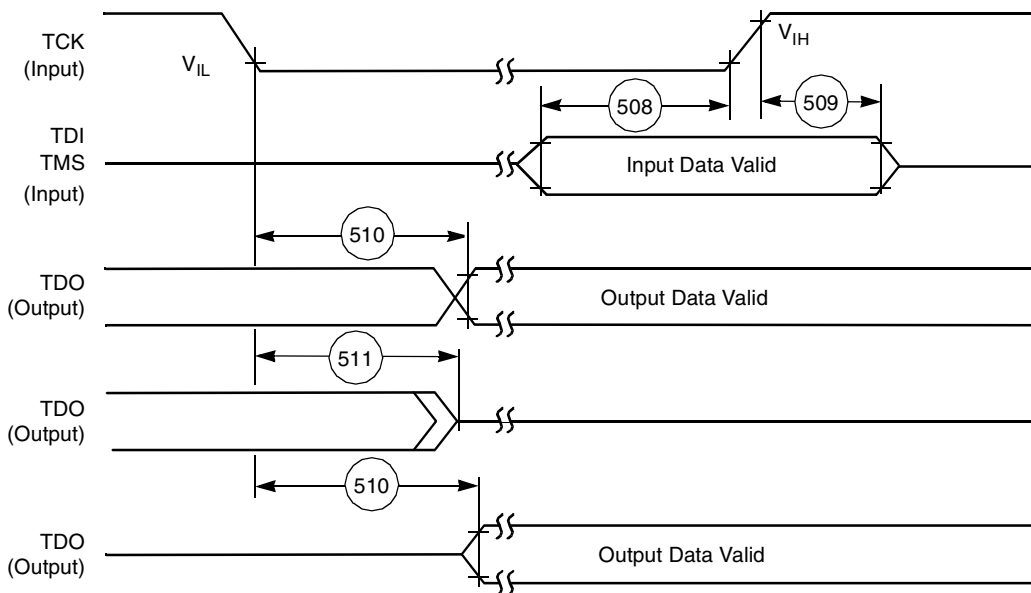 TCK
(Input)
VIL
VIH
508
509
TDI
TMS
(Input)
Input Data Valid
510
TDO
(Output)
Output Data Valid
511
TDO
(Output)
510
TDO
(Output)
Output Data Valid